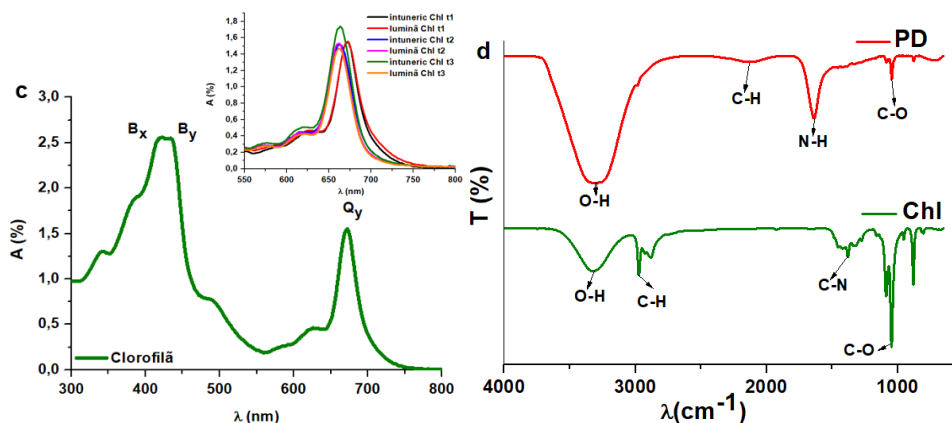 c
A (%)
3,0
2,5
2,0
1,5
1,0
0,5
0,0
300 400 500 600 700 800
λ (nm)
Bx By
Qy
Clorofilã
A (%)
1,8
1,6
1,4
1,2
1,0
0,8
0,6
0,4
0,2
0,0
550 600 650 700 750 800
λ (nm)
intuneric Chl t1
lumină Chl t1
intuneric Chl t2
lumină Chl t2
intuneric Chl t3
lumină Chl t3
d
T (%)
PD
O-H
C-H
N-H
C-O
Chl
O-H
C-H
C-N
C-O
4000 3000 2000 1000
λ(cm⁻¹)